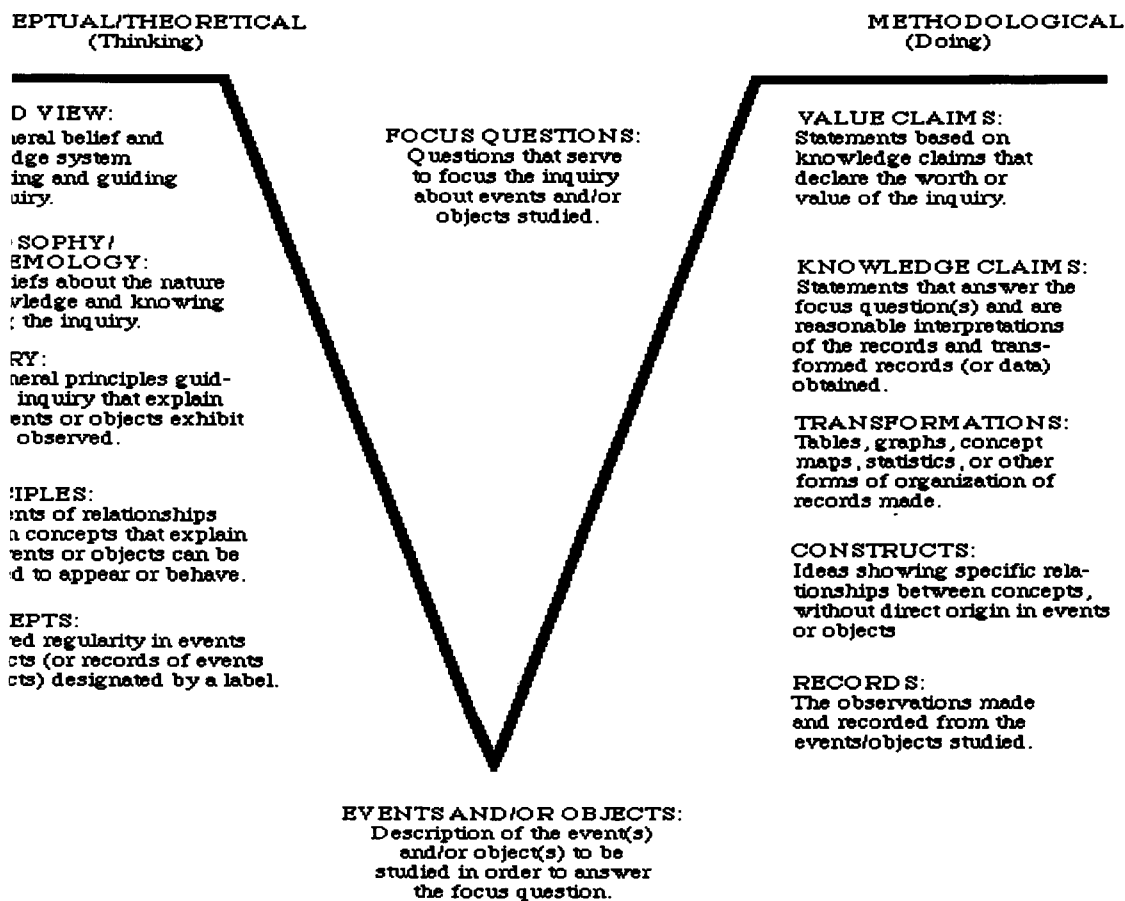 EPTUAL/THEORETICAL
(Thinking)
D VIEW:
neral belief and
dge system
ing and guiding
uiry.
SOPHY/
EMOLOGY:
iefs about the nature
wledge and knowing
the inquiry.
RY:
neral principles guid-
inquiry that explain
ents or objects exhibit
observed.
CIPLES:
ents of relationships
n concepts that explain
ents or objects can be
d to appear or behave.
EPTS:
ved regularity in events
cts (or records of events
cts) designated by a label.
FOCUS QUESTIONS:
Questions that serve
to focus the inquiry
about events and/or
objects studied.
METHODOLOGICAL
(Doing)
VALUE CLAIMS:
Statements based on
knowledge claims that
declare the worth or
value of the inquiry.
KNOWLEDGE CLAIMS:
Statements that answer the
focus question(s) and are
reasonable interpretations
of the records and trans-
formed records (or data)
obtained.
TRANSFORMATIONS:
Tables, graphs, concept
maps, statistics, or other
forms of organization of
records made.
CONSTRUCTS:
Ideas showing specific rela-
tionships between concepts,
without direct origin in events
or objects
RECORDS:
The observations made
and recorded from the
events/objects studied.
EVENTS AND/OR OBJECTS:
Description of the event(s)
and/or object(s) to be
studied in order to answer
the focus question.